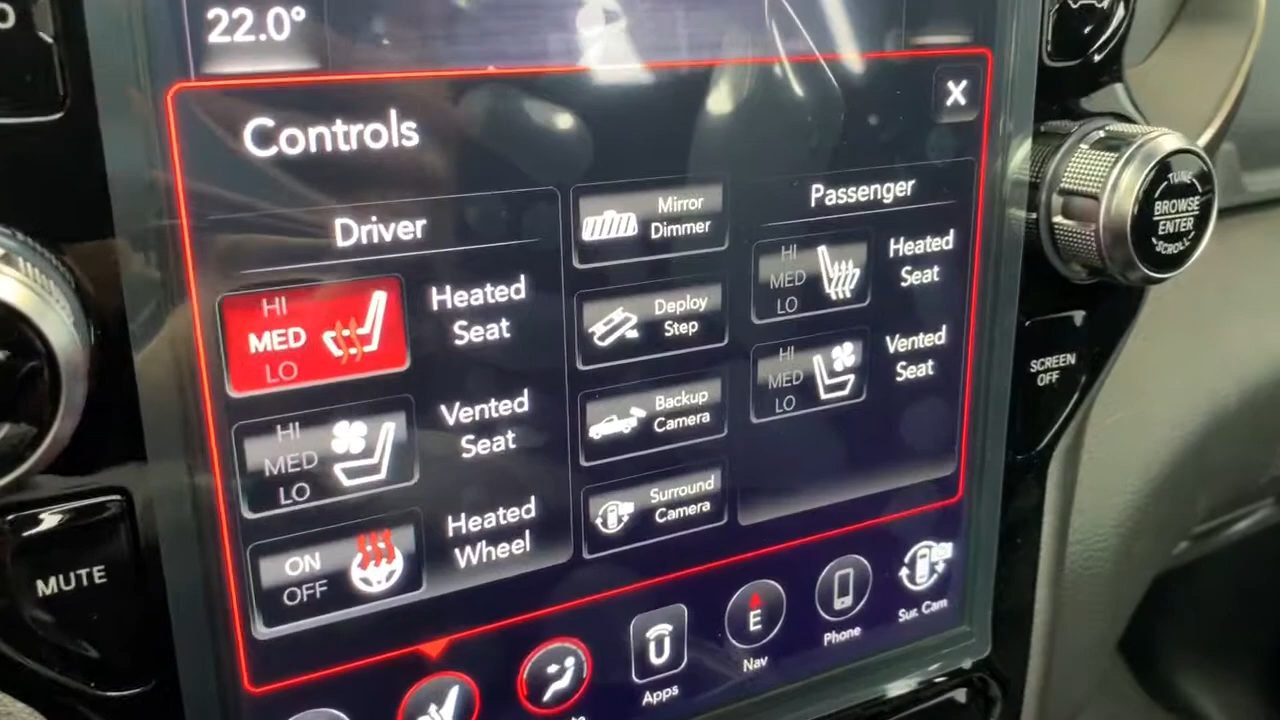 22.0°
Controls
X
Driver
HI
MED
LO
Heated
Seat
HI
MED
LO
Vented
Seat
ON
OFF
Heated
Wheel
Mirror
Dimmer
Deploy
Step
Backup
Camera
Surround
Camera
Passenger
HI
MED
LO
Heated
Seat
HI
MED
LO
Vented
Seat
Apps
E
Nav
Phone
Sur. Cam
MUTE
TUNE
BROWSE
ENTER
SCROLL
SCREEN
OFF